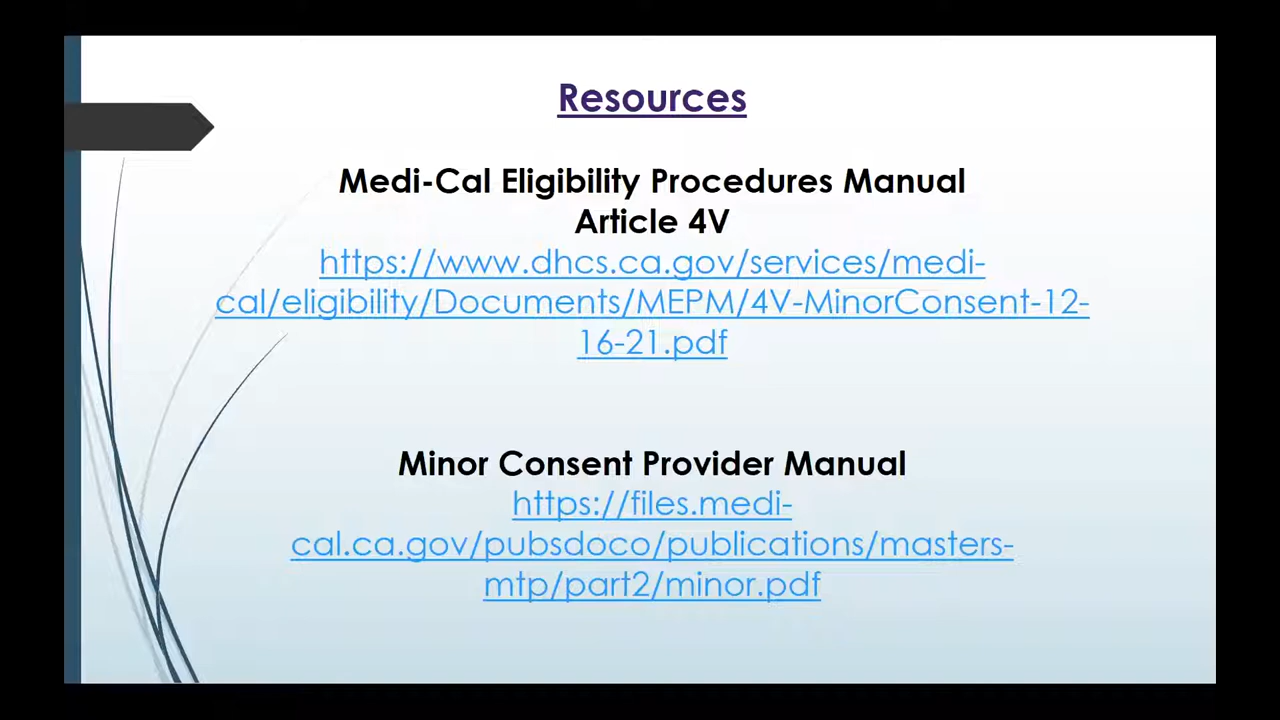 Resources
Medi-Cal Eligibility Procedures Manual
Article 4V
https://www.dhcs.ca.gov/services/medi-
cal/eligibility/Documents/MEPM/4V-MinorConsent-12-
16-21.pdf
Minor Consent Provider Manual
https://files.medi-
cal.ca.gov/pubsdoco/publications/masters-
mtp/part2/minor.pdf